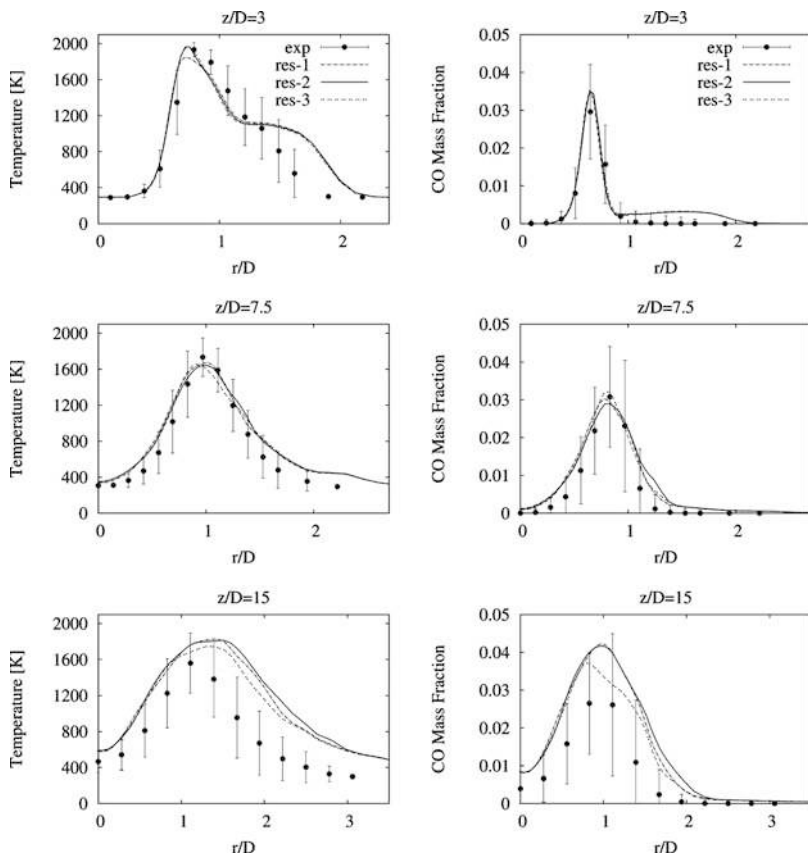 z/D=3
2000
1600
1200
800
400
0
Temperature [K]
exp
res-1
res-2
res-3
0
1
2
r/D
z/D=3
0.05
0.04
0.03
0.02
0.01
0
CO Mass Fraction
exp
res-1
res-2
res-3
0
1
2
r/D
z/D=7.5
2000
1600
1200
800
400
0
Temperature [K]
0
1
2
r/D
z/D=7.5
0.05
0.04
0.03
0.02
0.01
0
CO Mass Fraction
0
1
2
r/D
z/D=15
2000
1600
1200
800
400
0
Temperature [K]
0
1
2
3
r/D
z/D=15
0.05
0.04
0.03
0.02
0.01
0
CO Mass Fraction
0
1
2
3
r/D